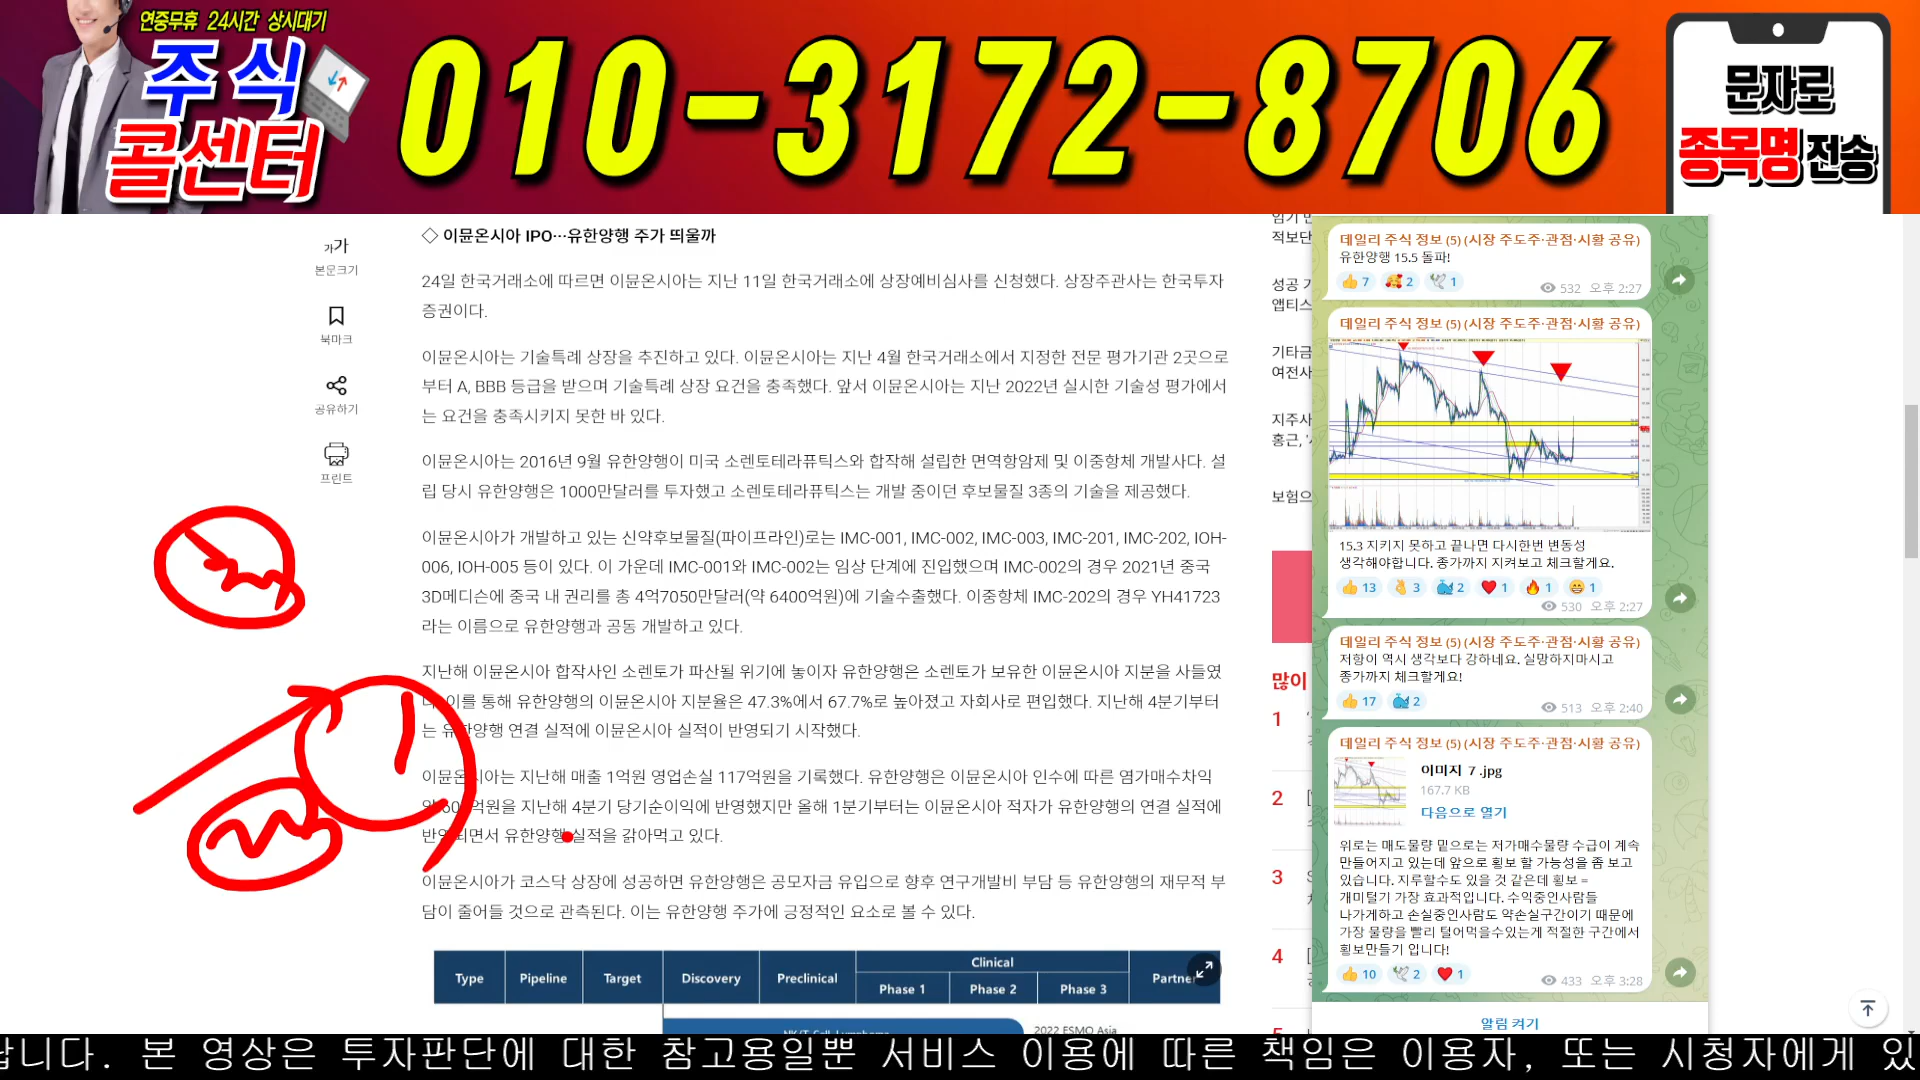 연중무휴 24시간 상시대기
주식
콜센터
010-3172-8706
문자로
종목명 전송
가가
본문크기
북마크
공유하기
프린트
◇ 이뮨온시아 IPO…유한양행 주가 띄울까
24일 한국거래소에 따르면 이뮨온시아는 지난 11일 한국거래소에 상장예비심사를 신청했다. 상장주관사는 한국투자
증권이다.
이뮨온시아는 기술특례 상장을 추진하고 있다. 이뮨온시아는 지난 4월 한국거래소에서 지정한 전문 평가기관 2곳으로
부터 A, BBB 등급을 받으며 기술특례 상장 요건을 충족했다. 앞서 이뮨온시아는 지난 2022년 실시한 기술성 평가에서
는 요건을 충족시키지 못한 바 있다.
이뮨온시아는 2016년 9월 유한양행이 미국 소렌토테라퓨틱스와 합작해 설립한 면역항암제 및 이중항체 개발사다. 설
립 당시 유한양행은 1000만달러를 투자했고 소렌토테라퓨틱스는 개발 중이던 후보물질 3종의 기술을 제공했다.
이뮨온시아가 개발하고 있는 신약후보물질(파이프라인)로는 IMC-001, IMC-002, IMC-003, IMC-201, IMC-202, IOH-
006, IOH-005 등이 있다. 이 가운데 IMC-001와 IMC-002는 임상 단계에 진입했으며 IMC-002의 경우 2021년 중국
3D메디슨에 중국 내 권리를 총 4억7050만달러(약 6400억원)에 기술수출했다. 이중항체 IMC-202의 경우 YH41723
라는 이름으로 유한양행과 공동 개발하고 있다.
지난해 이뮨온시아 합작사인 소렌토가 파산될 위기에 놓이자 유한양행은 소렌토가 보유한 이뮨온시아 지분을 사들였
이를 통해 유한양행의 이뮨온시아 지분율은 47.3%에서 67.7%로 높아졌고 자회사로 편입했다. 지난해 4분기부터
는 유한양행 연결 실적에 이뮨온시아 실적이 반영되기 시작했다.
이뮨온시아는 지난해 매출 1억원 영업손실 117억원을 기록했다. 유한양행은 이뮨온시아 인수에 따른 염가매수차익
억원을 지난해 4분기 당기순이익에 반영했지만 올해 1분기부터는 이뮨온시아 적자가 유한양행의 연결 실적에
반영되면서 유한양행 실적을 갉아먹고 있다.
이뮨온시아가 코스닥 상장에 성공하면 유한양행은 공모자금 유입으로 향후 연구개발비 부담 등 유한양행의 재무적 부
담이 줄어들 것으로 관측된다. 이는 유한양행 주가에 긍정적인 요소로 볼 수 있다.
Type Pipeline Target Discovery Preclinical Clinical Partner
Phase 1 Phase 2 Phase 3
2022 ESMO Asia
적보단
성공
앱티스
기타금
여전사
지주사
홍근,
보험으
많이
1
2
3
4
5
데일리 주식 정보 (5) (시장 주도주·관점·시황 공유)
유한양행 15.5 돌파!
7 2 1
532 오후 2:27
데일리 주식 정보 (5) (시장 주도주·관점·시황 공유)
15.3 지키지 못하고 끝나면 다시한번 변동성
생각해야합니다. 종가까지 지켜보고 체크할게요.
13 3 2 1 1 1
530 오후 2:27
데일리 주식 정보 (5) (시장 주도주·관점·시황 공유)
저항이 역시 생각보다 강하네요. 실망하지마시고
종가까지 체크할게요!
17 2
513 오후 2:40
데일리 주식 정보 (5) (시장 주도주·관점·시황 공유)
이미지 7 .jpg
167.7 KB
다음으로 열기
위로는 매도물량 밑으로는 저가매수물량 수급이 계속
만들어지고 있는데 앞으로 횡보 할 가능성을 좀 보고
있습니다. 지루할수도 있을 것 같은데 횡보 =
개미털기 가장 효과적입니다. 수익중인사람들
나가게하고 손실중인사람도 약손실구간이기 때문에
가장 물량을 빨리 털어먹을수있는게 적절한 구간에서
횡보만들기 입니다!
10 2 1
433 오후 3:28
알림 켜기
랍니다. 본 영상은 투자판단에 대한 참고용일뿐 서비스 이용에 따른 책임은 이용자, 또는 시청자에게 있